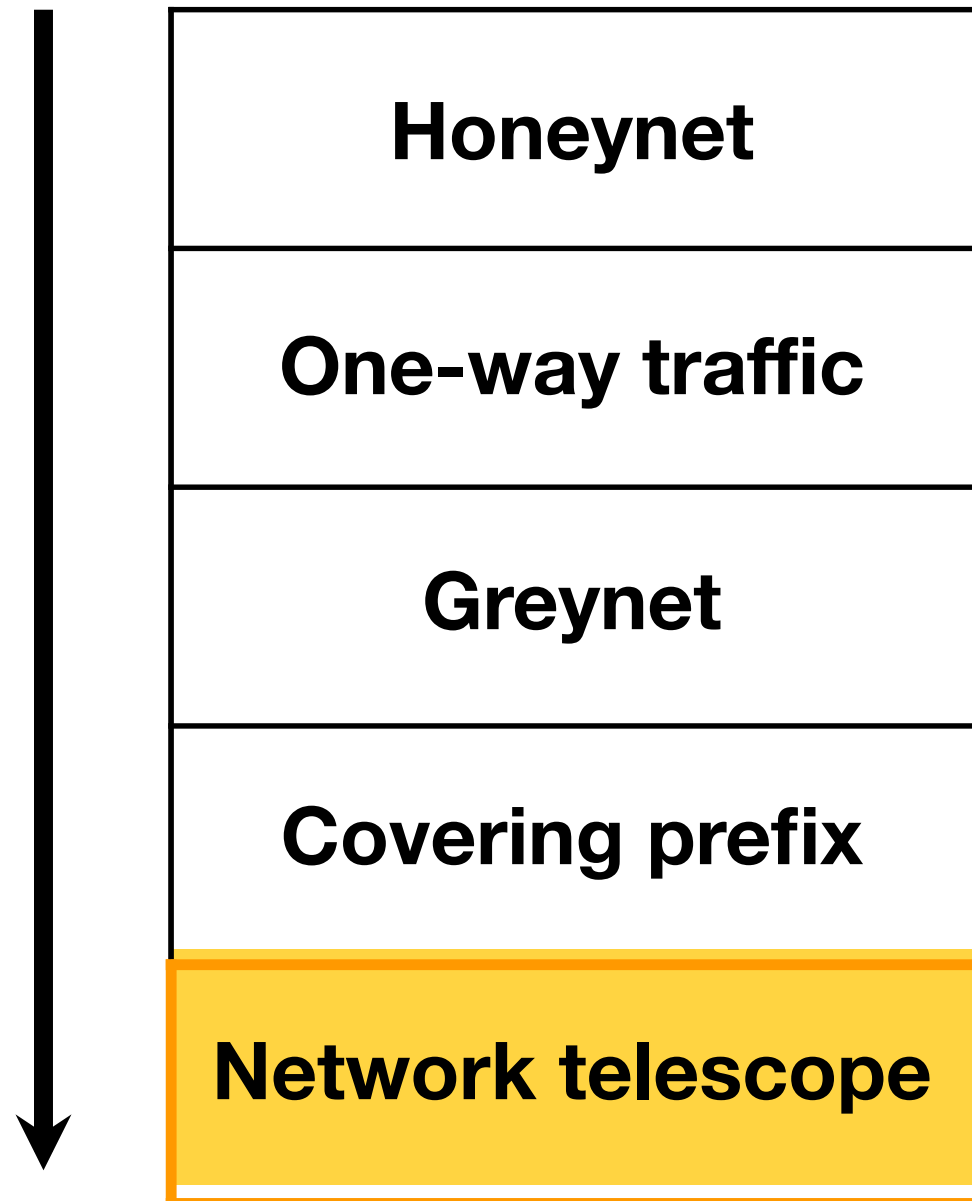 Honeynet
One-way traffic
Greynet
Covering prefix
Network telescope